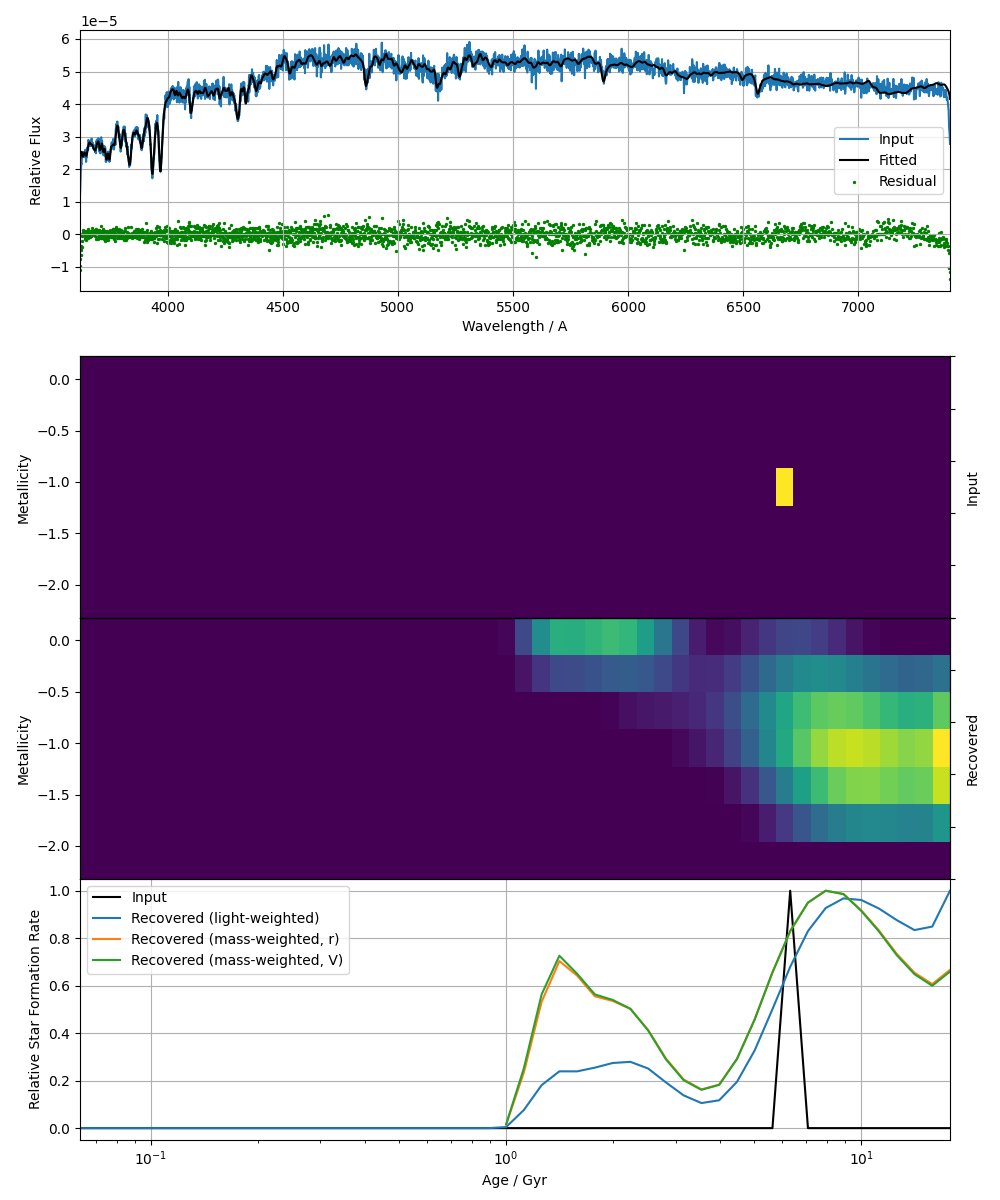 1e−5
6
5
4
3
2
1
0
−1
Relative Flux
Input
Fitted
Residual
4000 4500 5000 5500 6000 6500 7000
Wavelength / A
0.0
−0.5
−1.0
−1.5
−2.0
Metallicity
Input
0.0
−0.5
−1.0
−1.5
−2.0
Metallicity
Recovered
1.0
0.8
0.6
0.4
0.2
0.0
Relative Star Formation Rate
Input
Recovered (light-weighted)
Recovered (mass-weighted, r)
Recovered (mass-weighted, V)
10⁻¹ 10⁰ 10¹
Age / Gyr